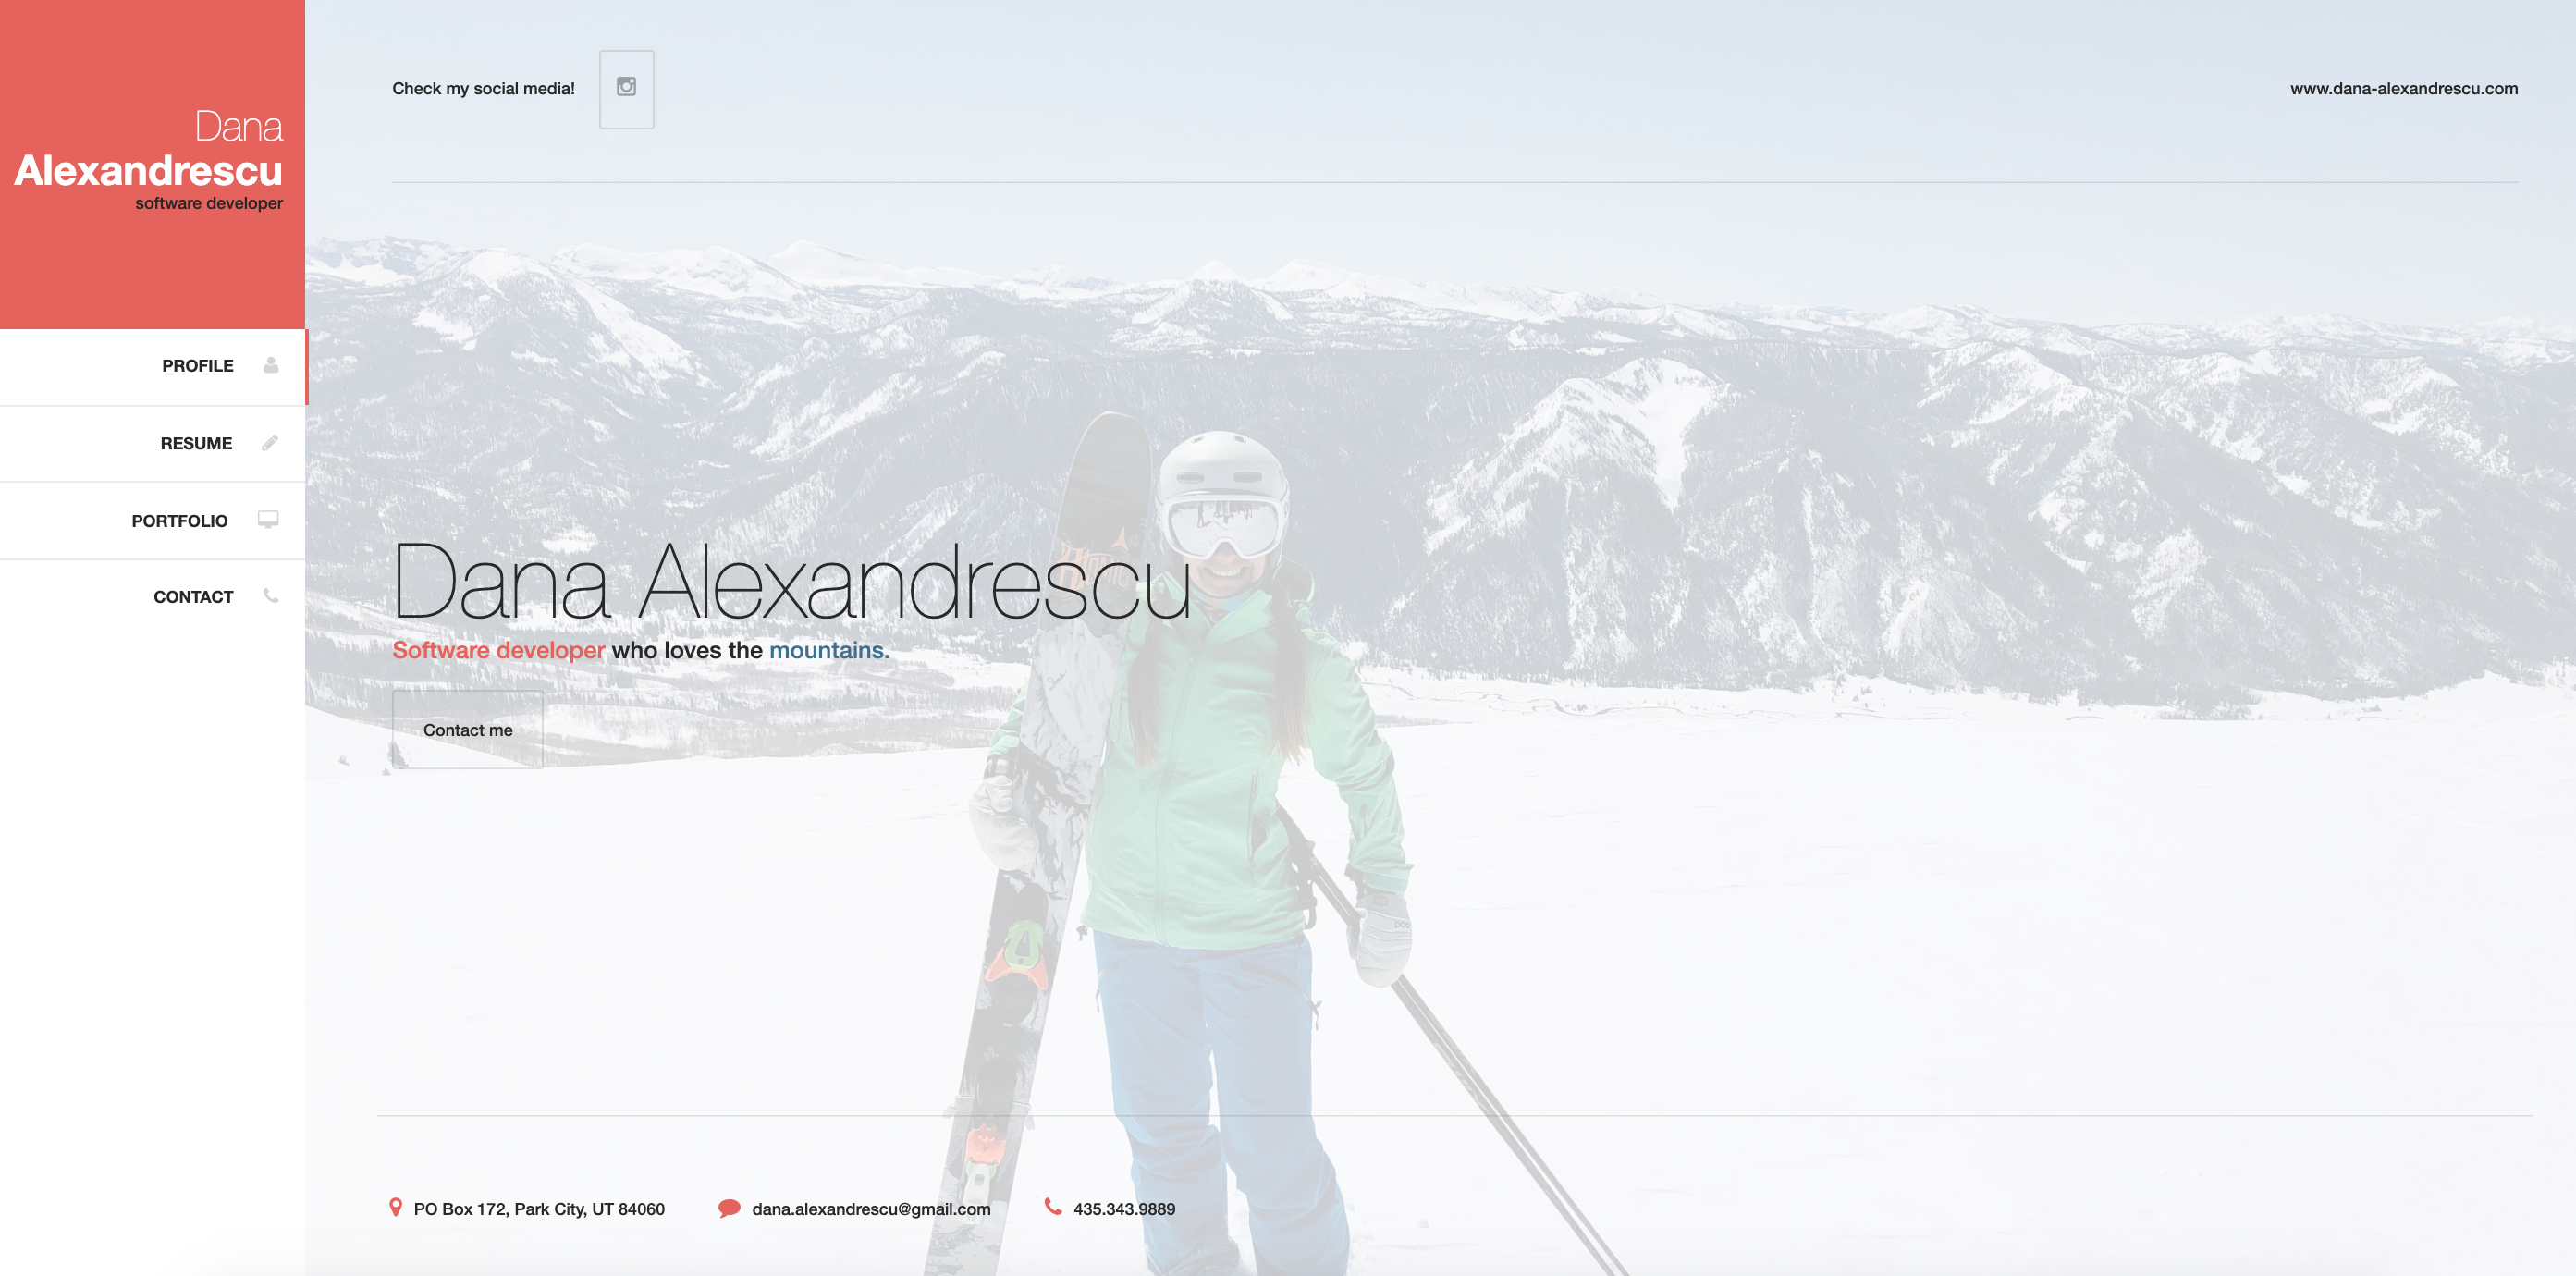 Dana
Alexandrescu
software developer
PROFILE
RESUME
PORTFOLIO
CONTACT
Check my social media!
www.dana-alexandrescu.com
Dana Alexandrescu
Software developer who loves the mountains.
Contact me
PO Box 172, Park City, UT 84060
dana.alexandrescu@gmail.com
435.343.9889